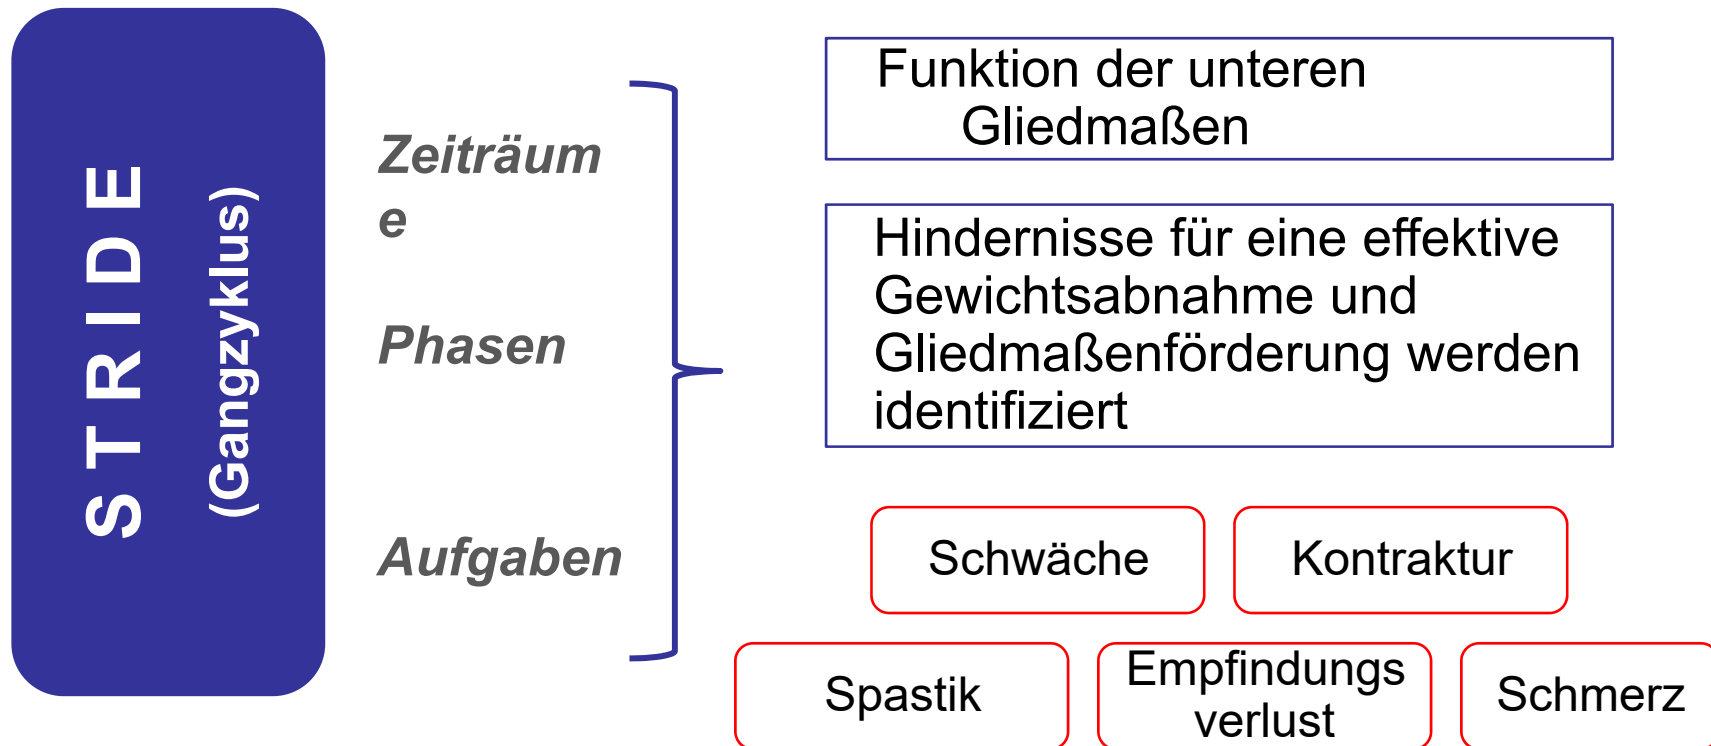 S T R I D E
(Gangzyklus)
Zeiträum
e
Phasen
Aufgaben
Funktion der unteren
Gliedmaßen
Hindernisse für eine effektive
Gewichtsabnahme und
Gliedmaßenförderung werden
identifiziert
Schwäche
Kontraktur
Spastik
Empfindungs
verlust
Schmerz